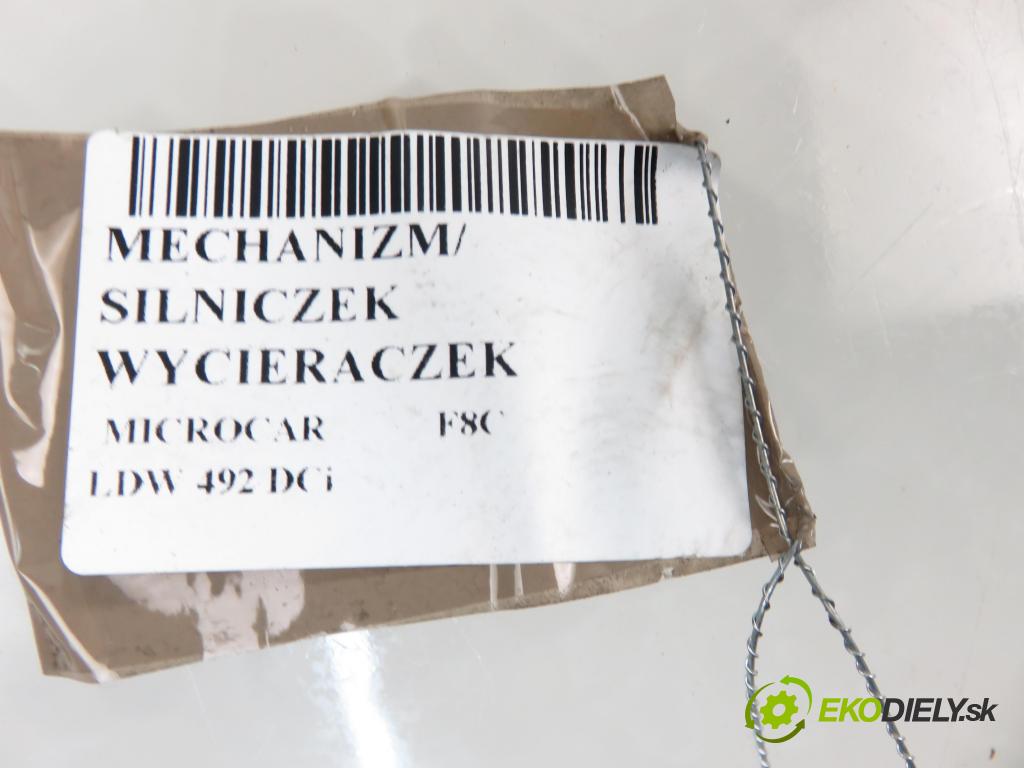 MECHANIZM/
SILNICZEK
WYCIERACZEK
MICROCAR F8C
LDW 492 DCi
EKODIELY.sk